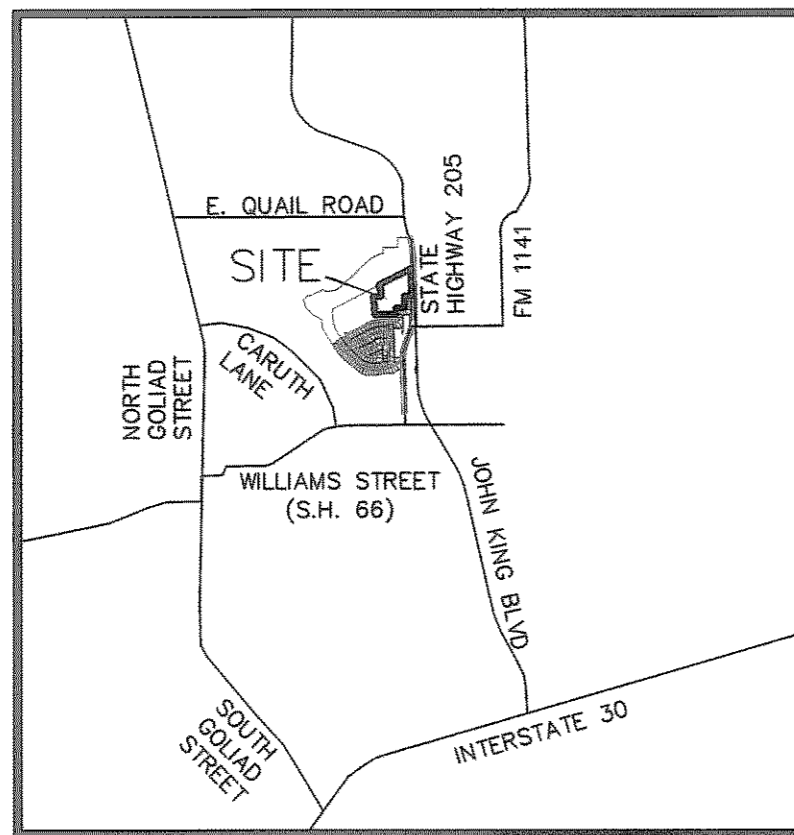 E. QUAIL ROAD
SITE
STATE
HIGHWAY 205
FM 1141
CARUTH
LANE
NORTH
GOLIAD
STREET
WILLIAMS STREET
(S.H. 66)
JOHN KING BLVD
SOUTH
GOLIAD
STREET
INTERSTATE 30